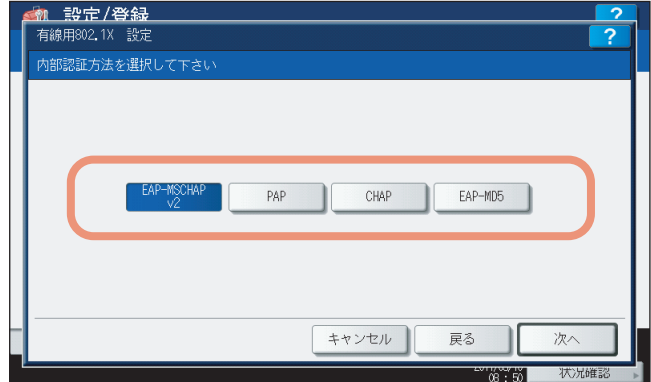 設定/登録
?
有線用802.1X 設定
?
内部認証方法を選択して下さい
EAP-MSCHAP
v2
PAP
CHAP
EAP-MD5
キャンセル
戻る
次へ
08:50
状況確認